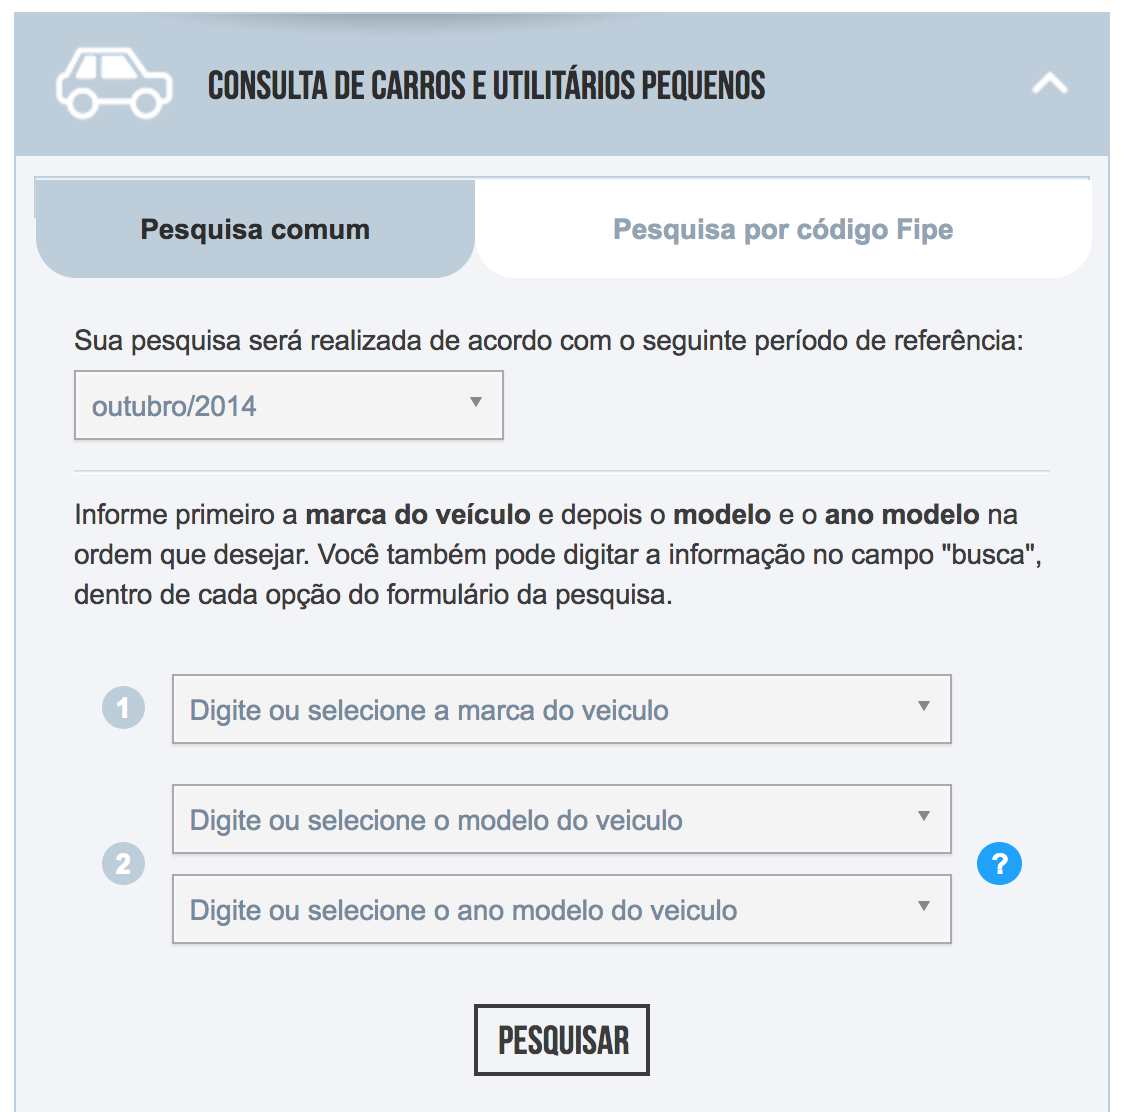 CONSULTA DE CARROS E UTILITÁRIOS PEQUENOS
Pesquisa comum
Pesquisa por código Fipe
Sua pesquisa será realizada de acordo com o seguinte período de referência:
outubro/2014
Informe primeiro a marca do veículo e depois o modelo e o ano modelo na
ordem que desejar. Você também pode digitar a informação no campo "busca",
dentro de cada opção do formulário da pesquisa.
1
Digite ou selecione a marca do veiculo
2
Digite ou selecione o modelo do veiculo
?
Digite ou selecione o ano modelo do veiculo
PESQUISAR